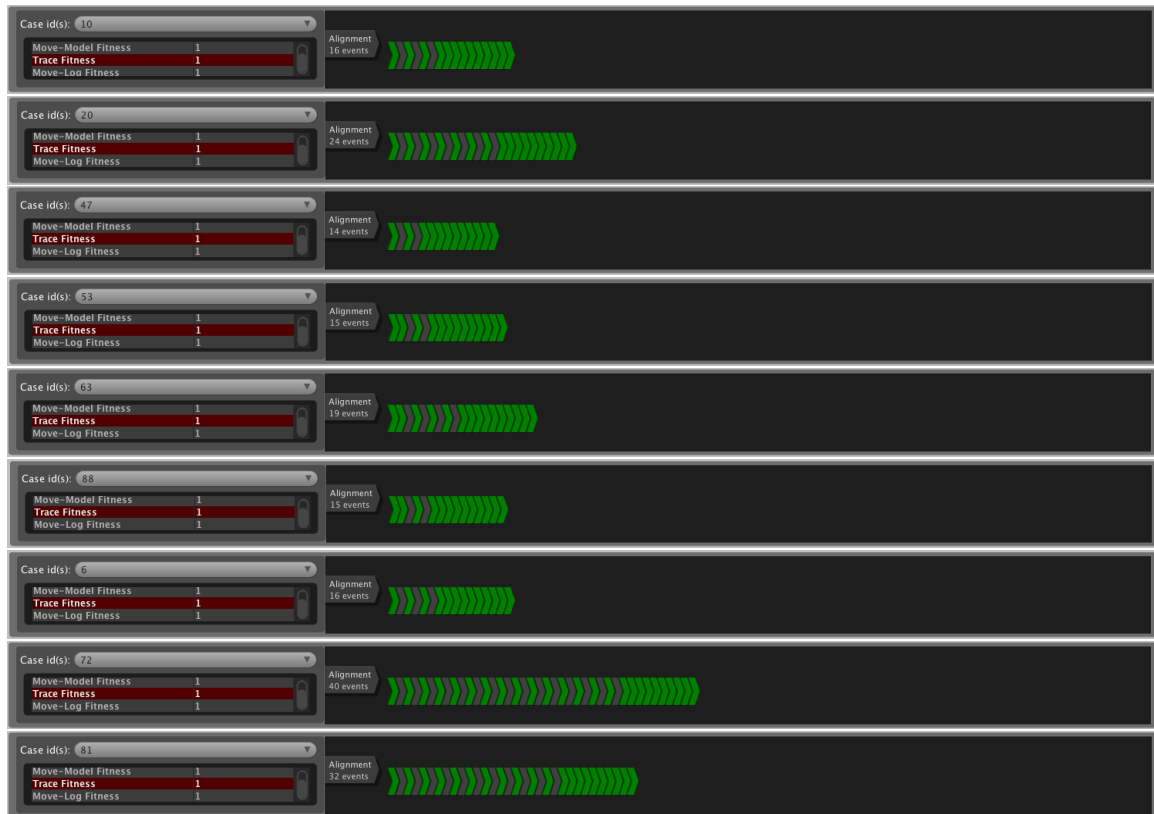 Case id(s): 10
Move-Model Fitness 1
Trace Fitness 1
Move-Log Fitness 1
Alignment
16 events
Case id(s): 20
Move-Model Fitness 1
Trace Fitness 1
Move-Log Fitness 1
Alignment
24 events
Case id(s): 47
Move-Model Fitness 1
Trace Fitness 1
Move-Log Fitness 1
Alignment
14 events
Case id(s): 53
Move-Model Fitness 1
Trace Fitness 1
Move-Log Fitness 1
Alignment
15 events
Case id(s): 63
Move-Model Fitness 1
Trace Fitness 1
Move-Log Fitness 1
Alignment
19 events
Case id(s): 88
Move-Model Fitness 1
Trace Fitness 1
Move-Log Fitness 1
Alignment
15 events
Case id(s): 6
Move-Model Fitness 1
Trace Fitness 1
Move-Log Fitness 1
Alignment
16 events
Case id(s): 72
Move-Model Fitness 1
Trace Fitness 1
Move-Log Fitness 1
Alignment
40 events
Case id(s): 81
Move-Model Fitness 1
Trace Fitness 1
Move-Log Fitness 1
Alignment
32 events